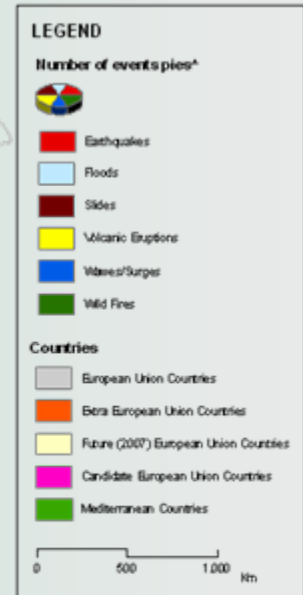 LEGEND
Number of events pies^
Earthquakes
Floods
Slides
Volcanic Eruptions
Waves/Surges
Wild Fires
Countries
European Union Countries
Extra European Union Countries
Future (2007) European Union Countries
Candidate European Union Countries
Mediterranean Countries
0 500 1,000
Km